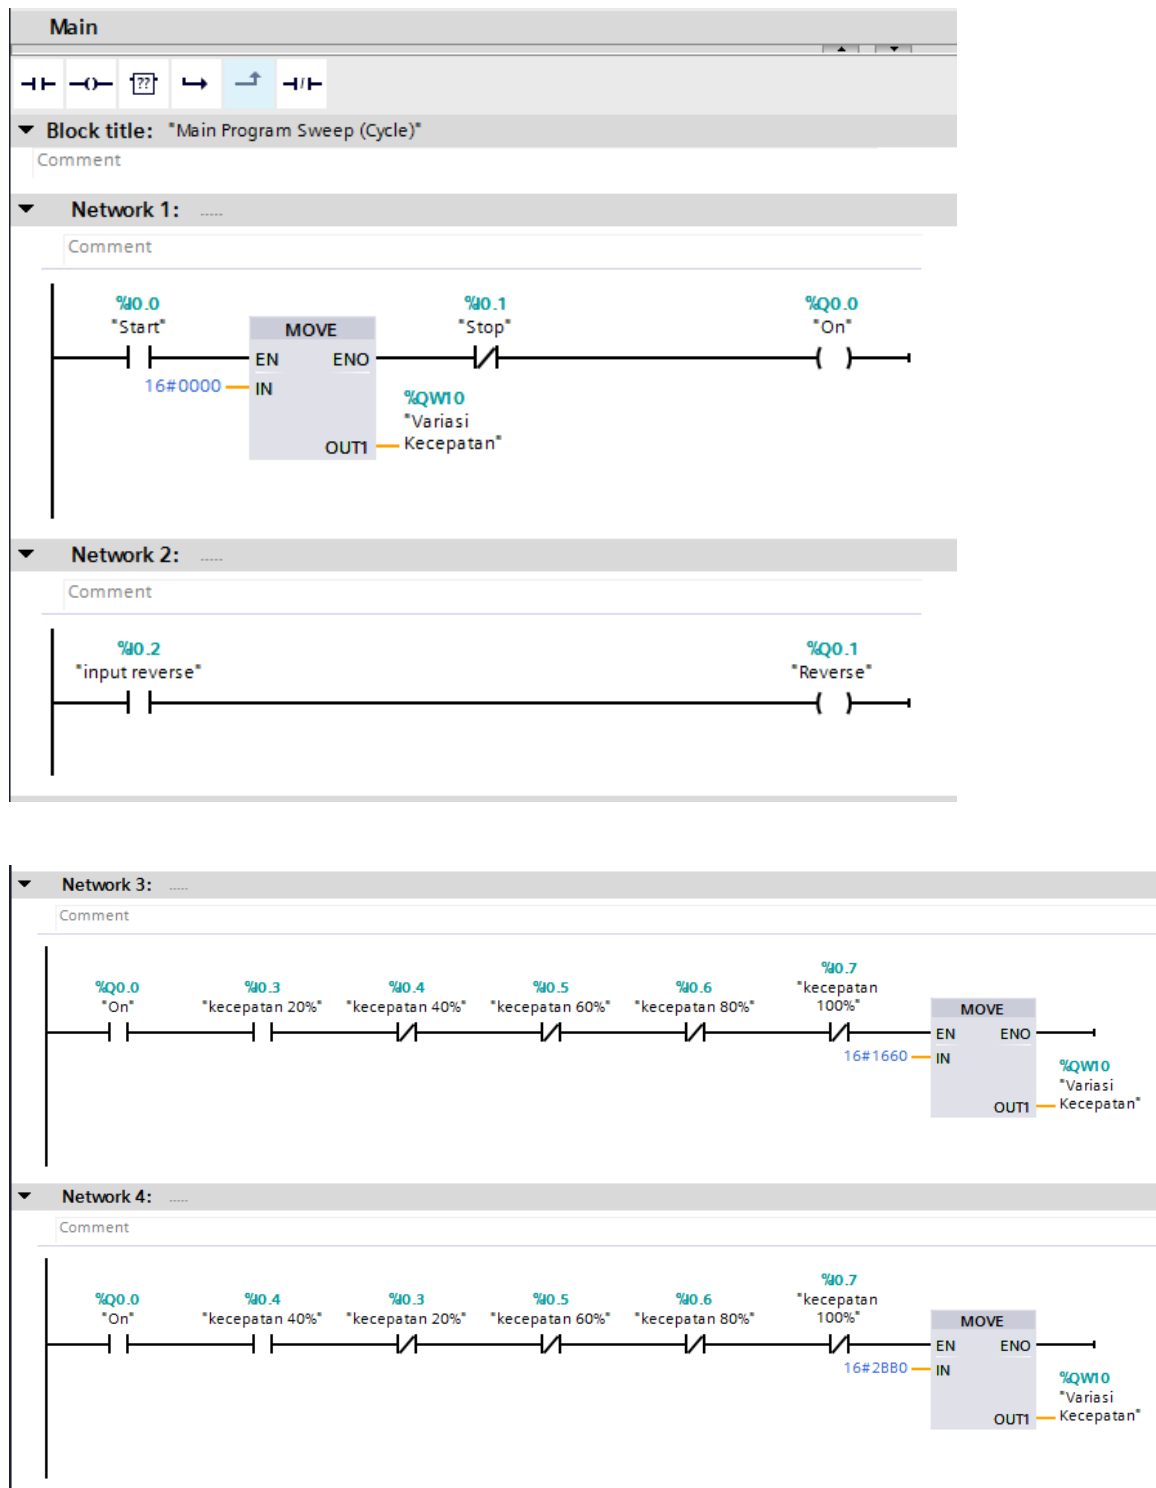 Main
??
Block title: "Main Program Sweep (Cycle)"
Comment
Network 1: .....
Comment
%I0.0 %I0.1 %Q0.0
"Start" "Stop" "On"
MOVE
EN ENO
16#0000 IN
%QW10
"Variasi
OUT1 Kecepatan"
Network 2: .....
Comment
%I0.2 %Q0.1
"input reverse" "Reverse"
Network 3: .....
Comment
%I0.7
%Q0.0 %I0.3 %I0.4 %I0.5 %I0.6 "kecepatan
"On" "kecepatan 20%" "kecepatan 40%" "kecepatan 60%" "kecepatan 80%" 100%"
MOVE
EN ENO
16#1660 IN
%QW10
"Variasi
OUT1 Kecepatan"
Network 4: .....
Comment
%I0.7
%Q0.0 %I0.4 %I0.3 %I0.5 %I0.6 "kecepatan
"On" "kecepatan 40%" "kecepatan 20%" "kecepatan 60%" "kecepatan 80%" 100%"
MOVE
EN ENO
16#2BB0 IN
%QW10
"Variasi
OUT1 Kecepatan"